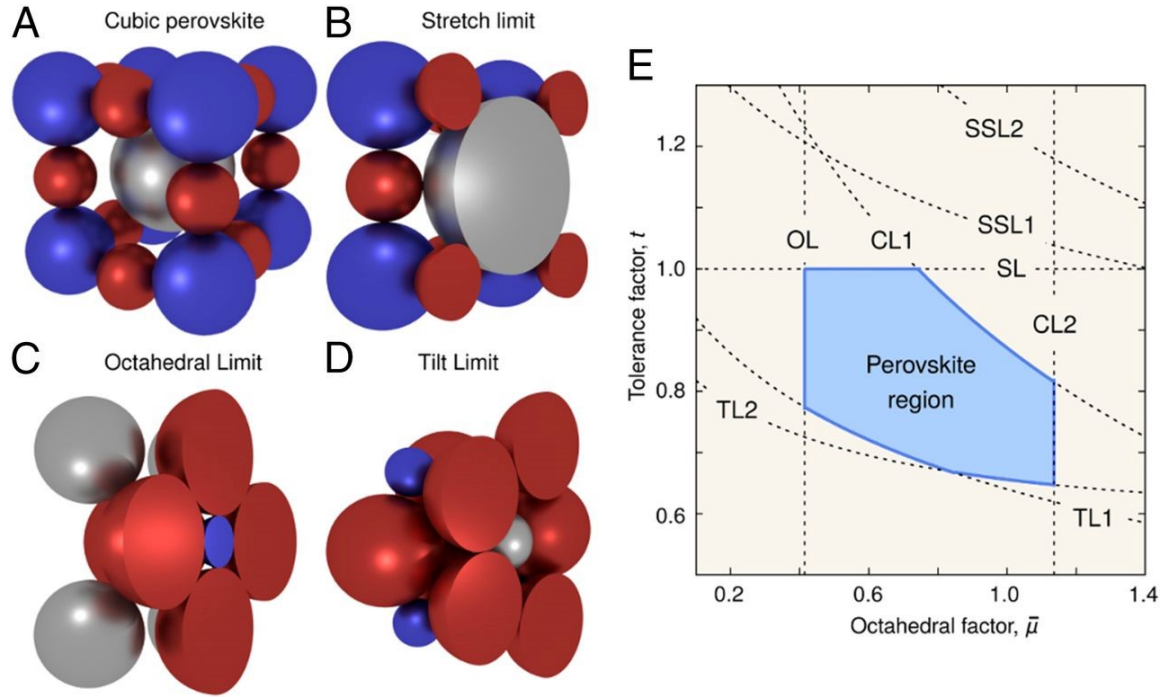 A
Cubic perovskite
B
Stretch limit
C
Octahedral Limit
D
Tilt Limit
E
Tolerance factor, t
1.2
1.0
0.8
0.6
SSL2
SSL1
OL
CL1
SL
CL2
Perovskite
region
TL2
TL1
0.2
0.6
1.0
1.4
Octahedral factor, μ̄